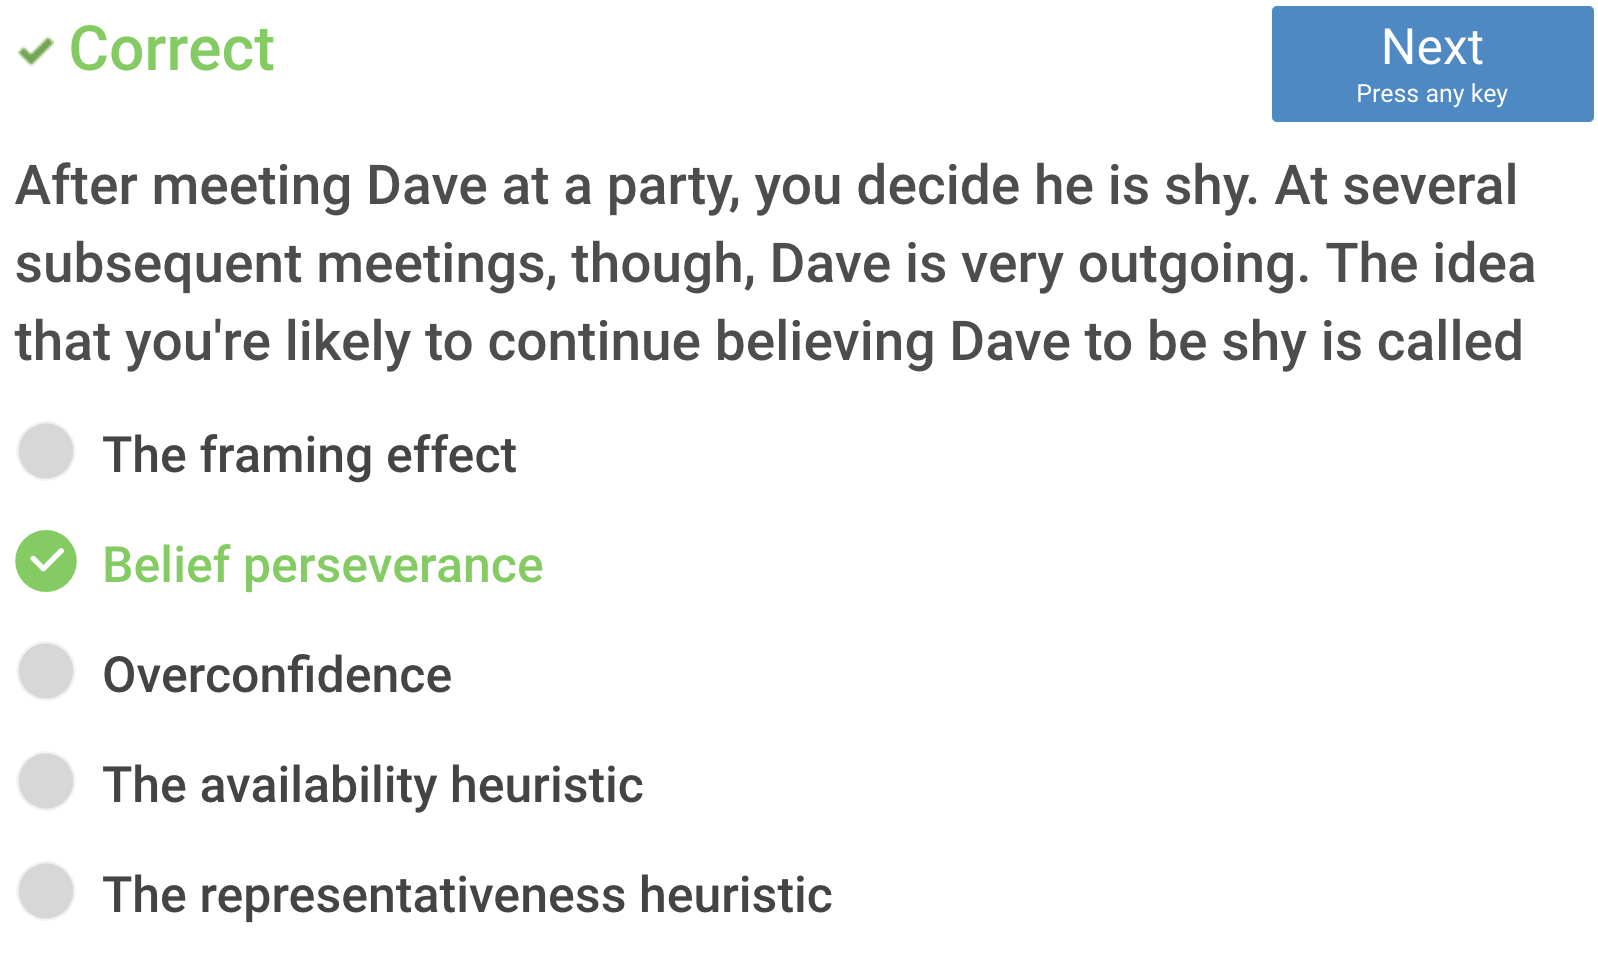 Correct
Next
Press any key
After meeting Dave at a party, you decide he is shy. At several
subsequent meetings, though, Dave is very outgoing. The idea
that you're likely to continue believing Dave to be shy is called
The framing effect
Belief perseverance
Overconfidence
The availability heuristic
The representativeness heuristic